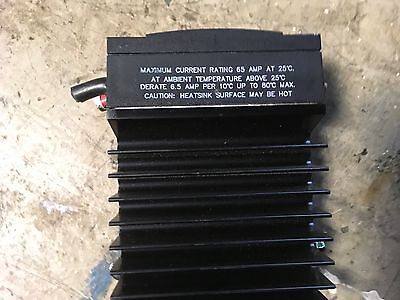 MAXIMUM CURRENT RATING 65 AMP AT 25°C.
AT AMBIENT TEMPERATURE ABOVE 25°C
DERATE 6.5 AMP PER 10°C UP TO 80°C MAX.
CAUTION: HEATSINK SURFACE MAY BE HOT